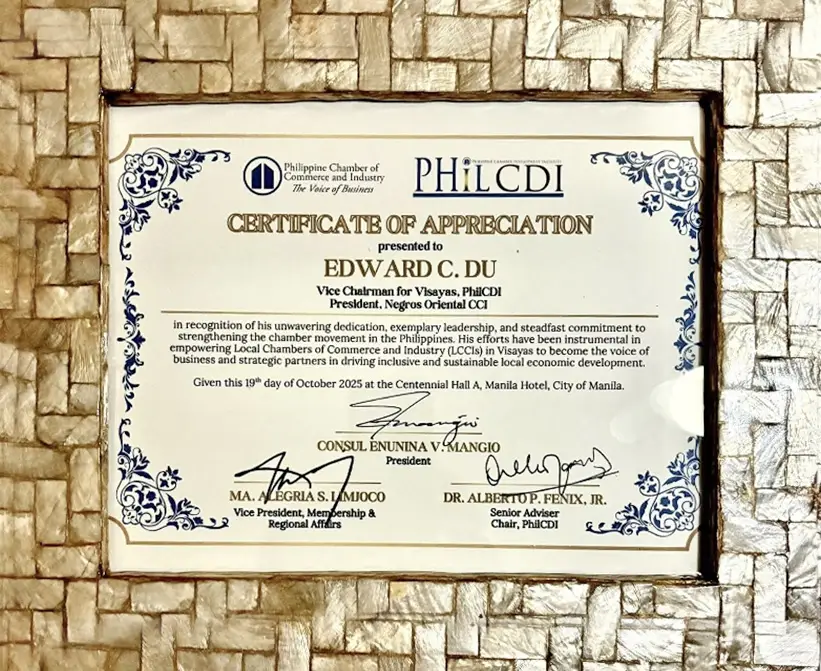 Philippine Chamber of
Commerce and Industry
The Voice of Business
PHilCDI
CERTIFICATE OF APPRECIATION
presented to
EDWARD C. DU
Vice Chairman for Visayas, PhilCDI
President, Negros Oriental CCI
in recognition of his unwavering dedication, exemplary leadership, and steadfast commitment to
strengthening the chamber movement in the Philippines. His efforts have been instrumental in
empowering Local Chambers of Commerce and Industry (LCCIs) in Visayas to become the voice of
business and strategic partners in driving inclusive and sustainable local economic development.
Given this 19th day of October 2025 at the Centennial Hall A, Manila Hotel, City of Manila.
CONSUL ENUNINA V. MANGIO
President
MA. ALEGRIA S. LIMJOCO
Vice President, Membership &
Regional Affairs
DR. ALBERTO P. FENIX, JR.
Senior Adviser
Chair, PhilCDI